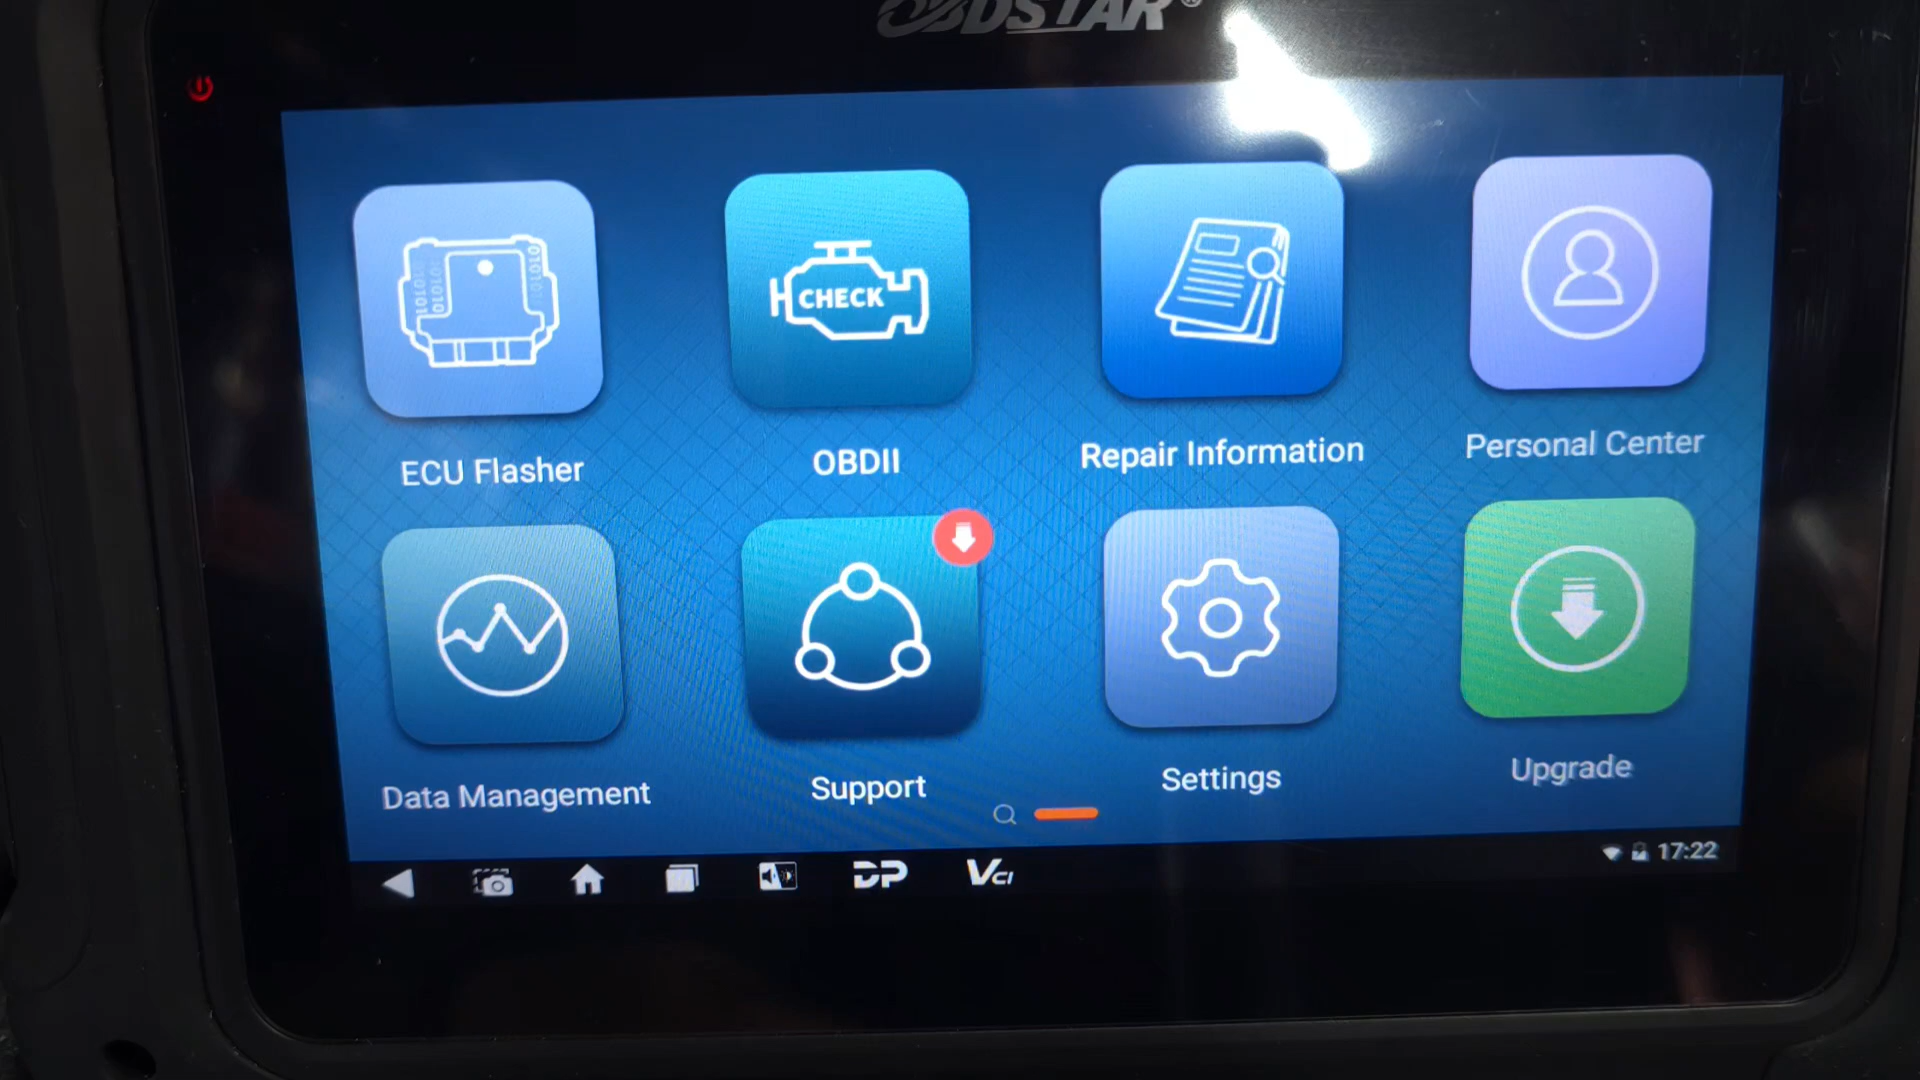 OBDSTAR®
CHECK
ECU Flasher
OBDII
Repair Information
Personal Center
Data Management
Support
Settings
Upgrade
DP
VCI
17:22